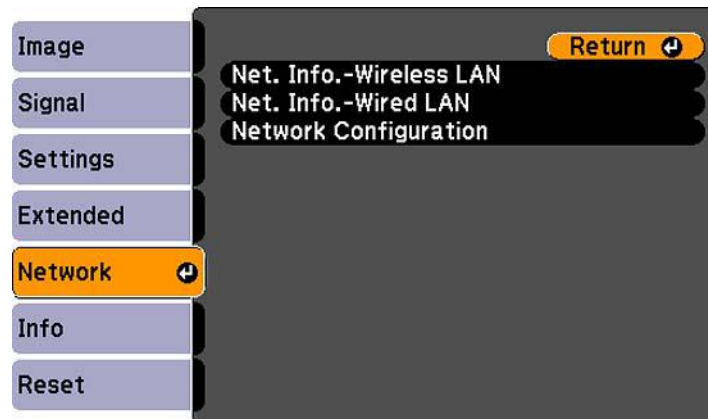 Image
Signal
Settings
Extended
Network
Info
Reset
Return
Net. Info.-Wireless LAN
Net. Info.-Wired LAN
Network Configuration